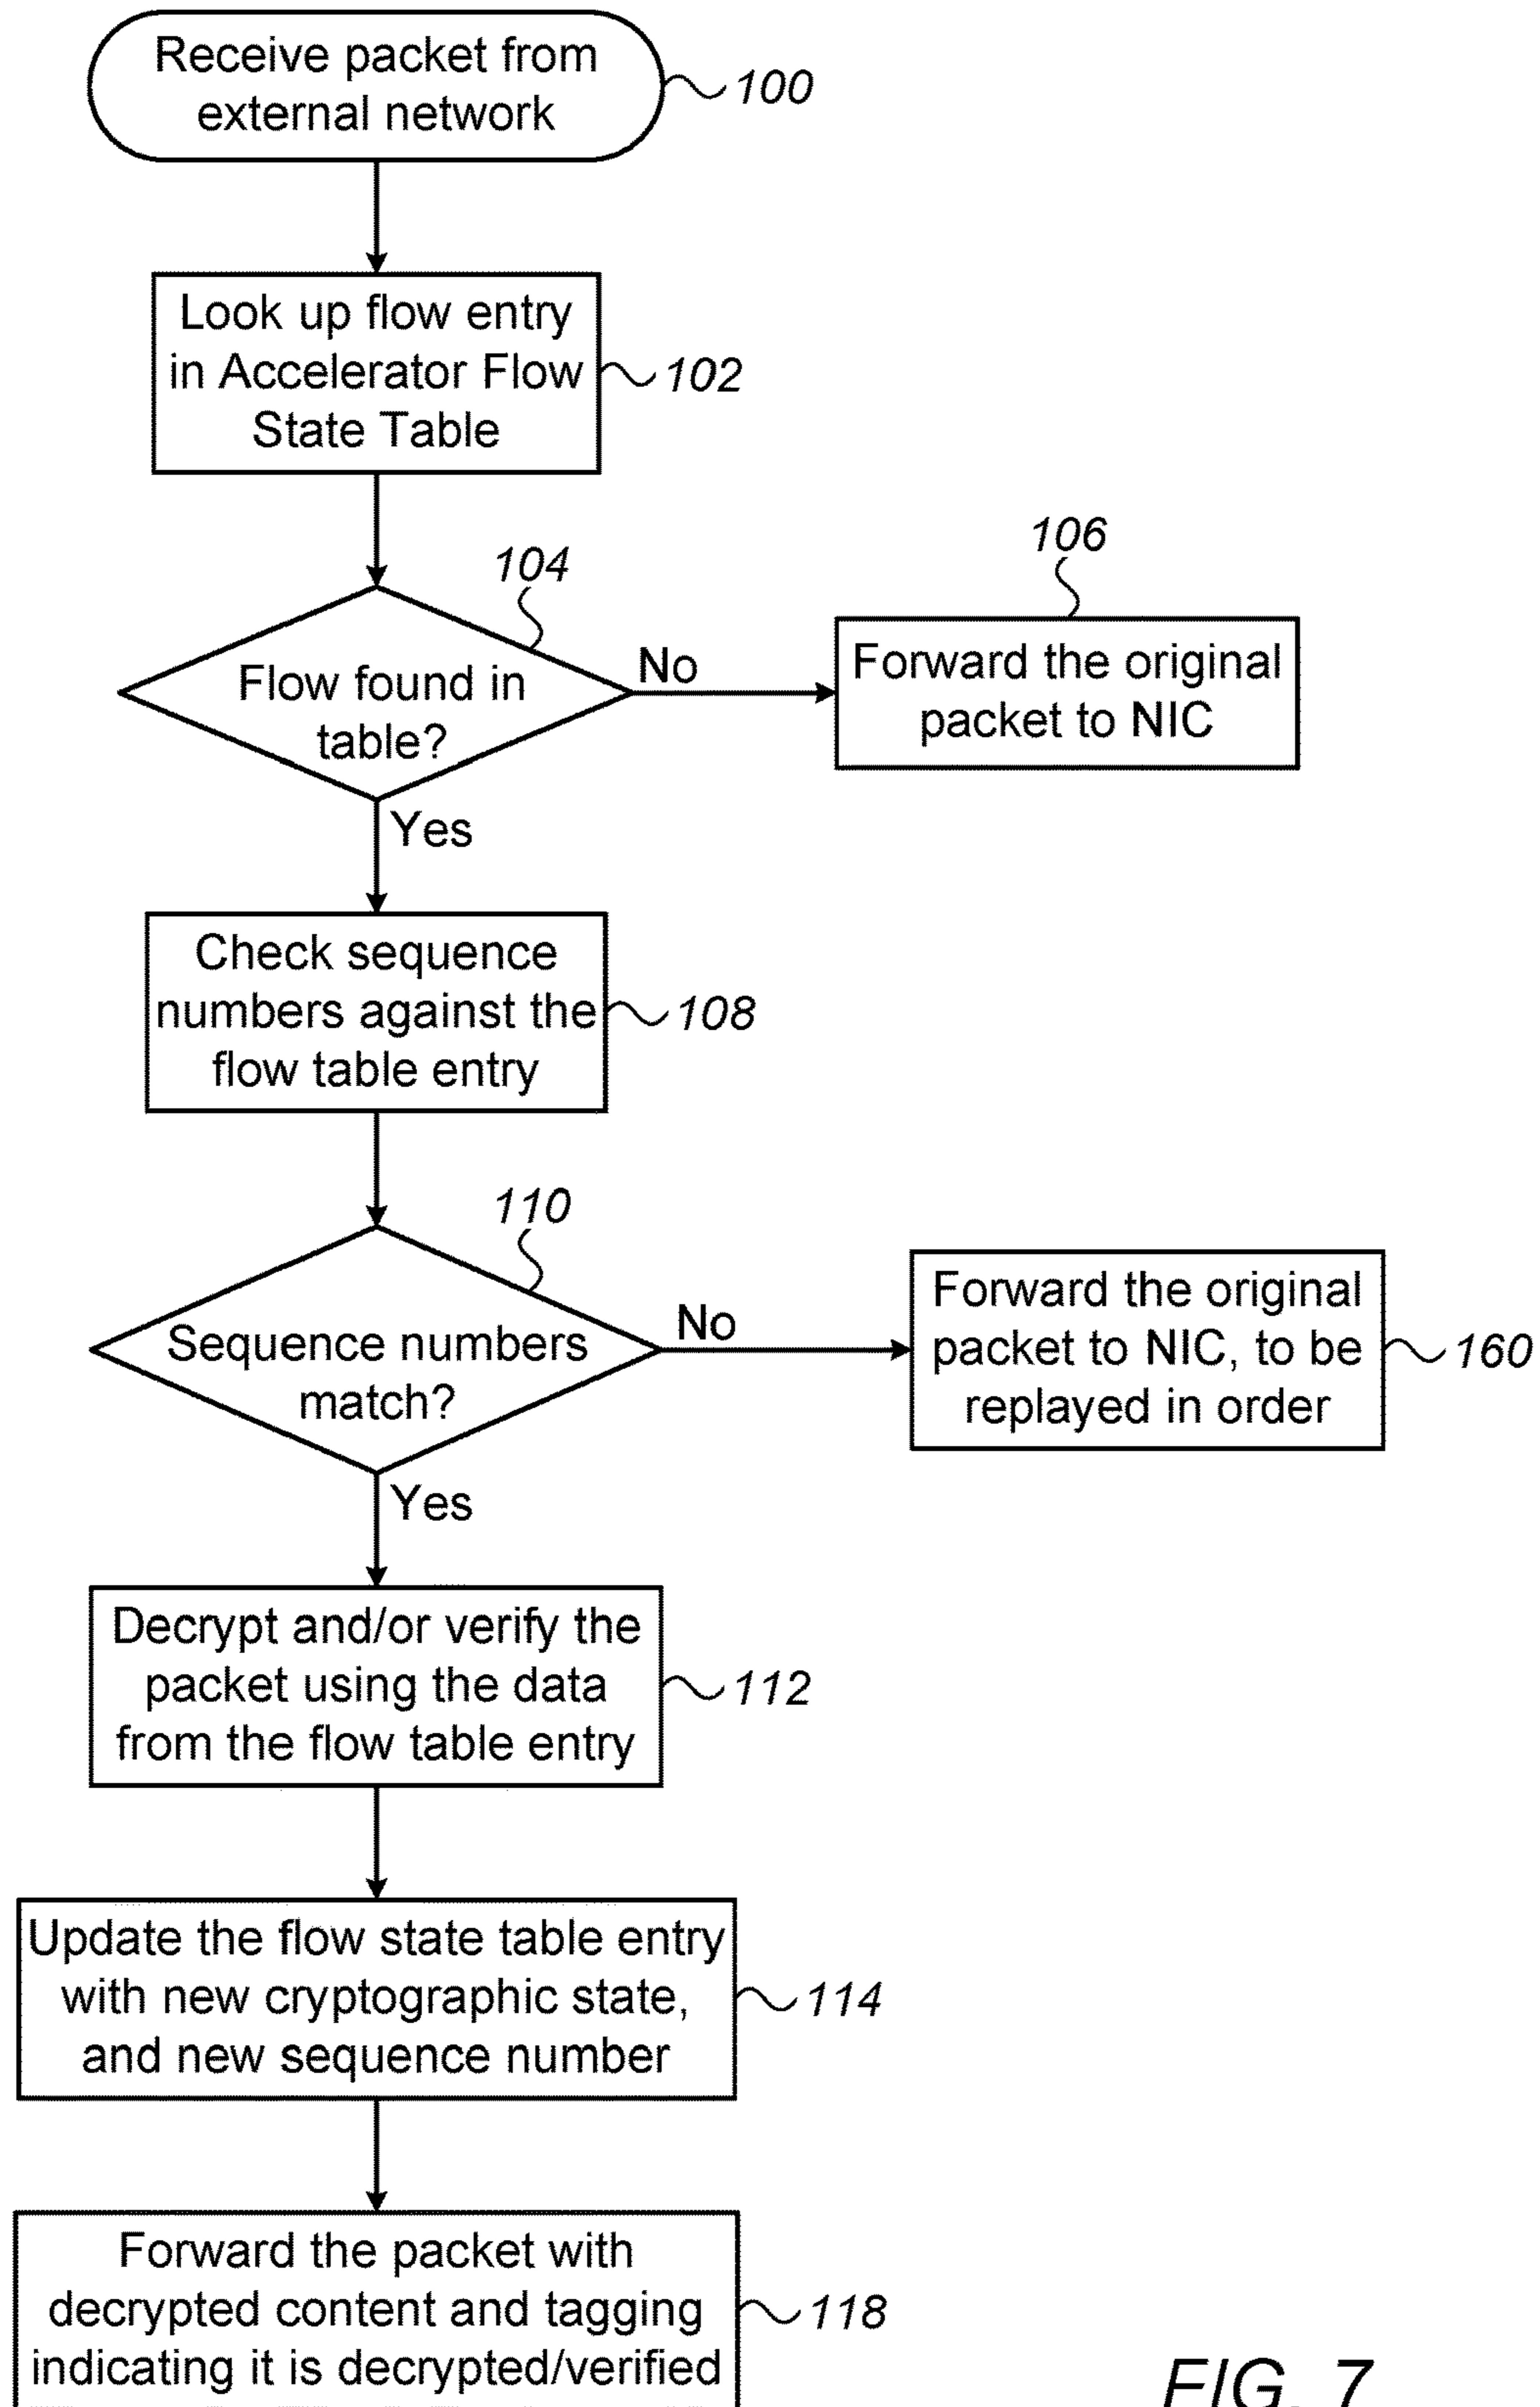 Receive packet from
external network
100
Look up flow entry
in Accelerator Flow
State Table
102
104
Flow found in
table?
No
106
Forward the original
packet to NIC
Yes
Check sequence
numbers against the
flow table entry
108
110
Sequence numbers
match?
No
Forward the original
packet to NIC, to be
replayed in order
160
Yes
Decrypt and/or verify the
packet using the data
from the flow table entry
112
Update the flow state table entry
with new cryptographic state,
and new sequence number
114
Forward the packet with
decrypted content and tagging
indicating it is decrypted/verified
118
FIG. 7